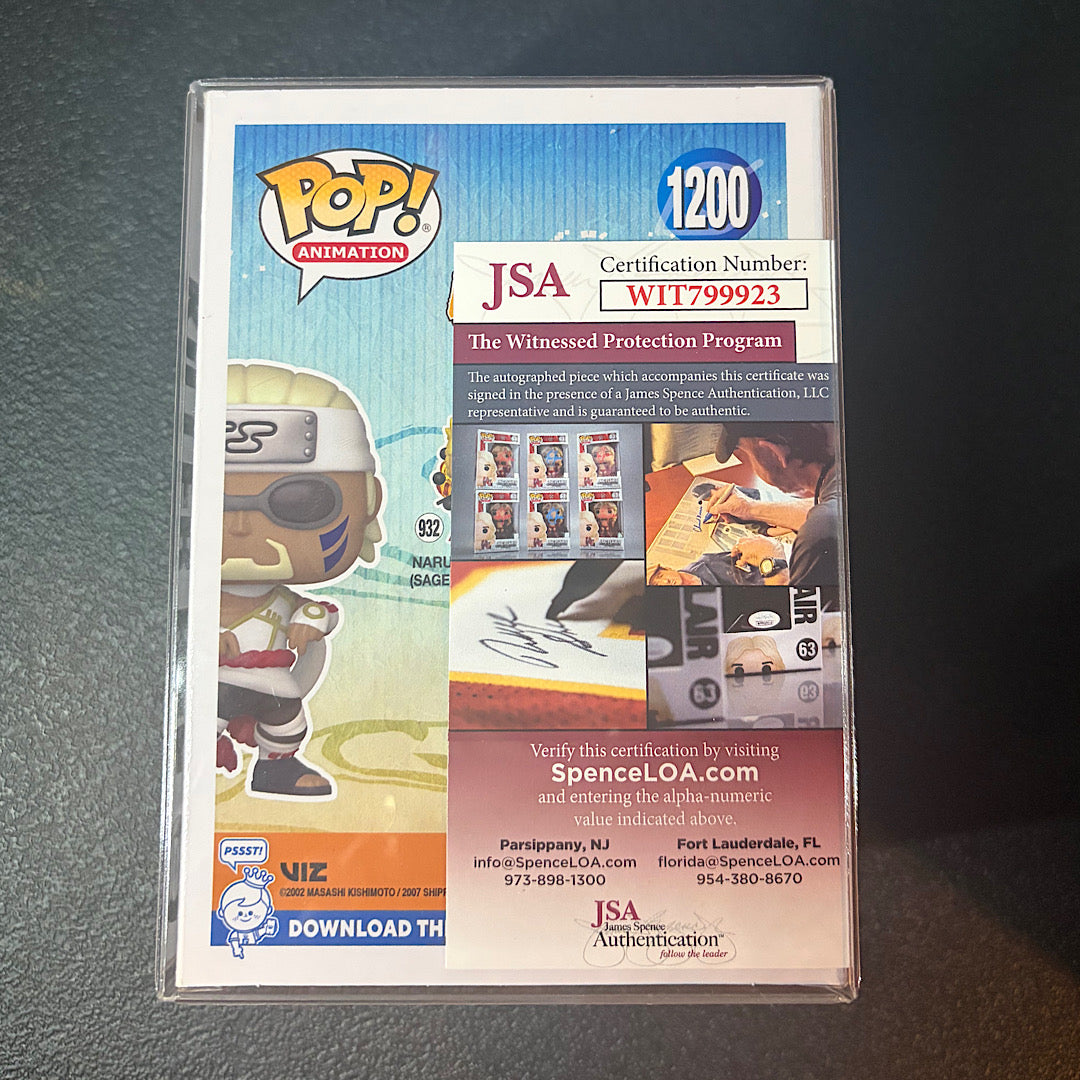 POP!
ANIMATION
1200
JSA
Certification Number:
WIT799923
The Witnessed Protection Program
The autographed piece which accompanies this certificate was
signed in the presence of a James Spence Authentication, LLC
representative and is guaranteed to be authentic.
932
NARU
(SAGE
LAIR
AIR
63
63
63
Verify this certification by visiting
SpenceLOA.com
and entering the alpha-numeric
value indicated above.
Parsippany, NJ
info@SpenceLOA.com
973-898-1300
Fort Lauderdale, FL
florida@SpenceLOA.com
954-380-8670
PSSST!
VIZ
©2002 MASASHI KISHIMOTO / 2007 SHIPP
DOWNLOAD TH
JSA
James Spence
Authentication™
follow the leader